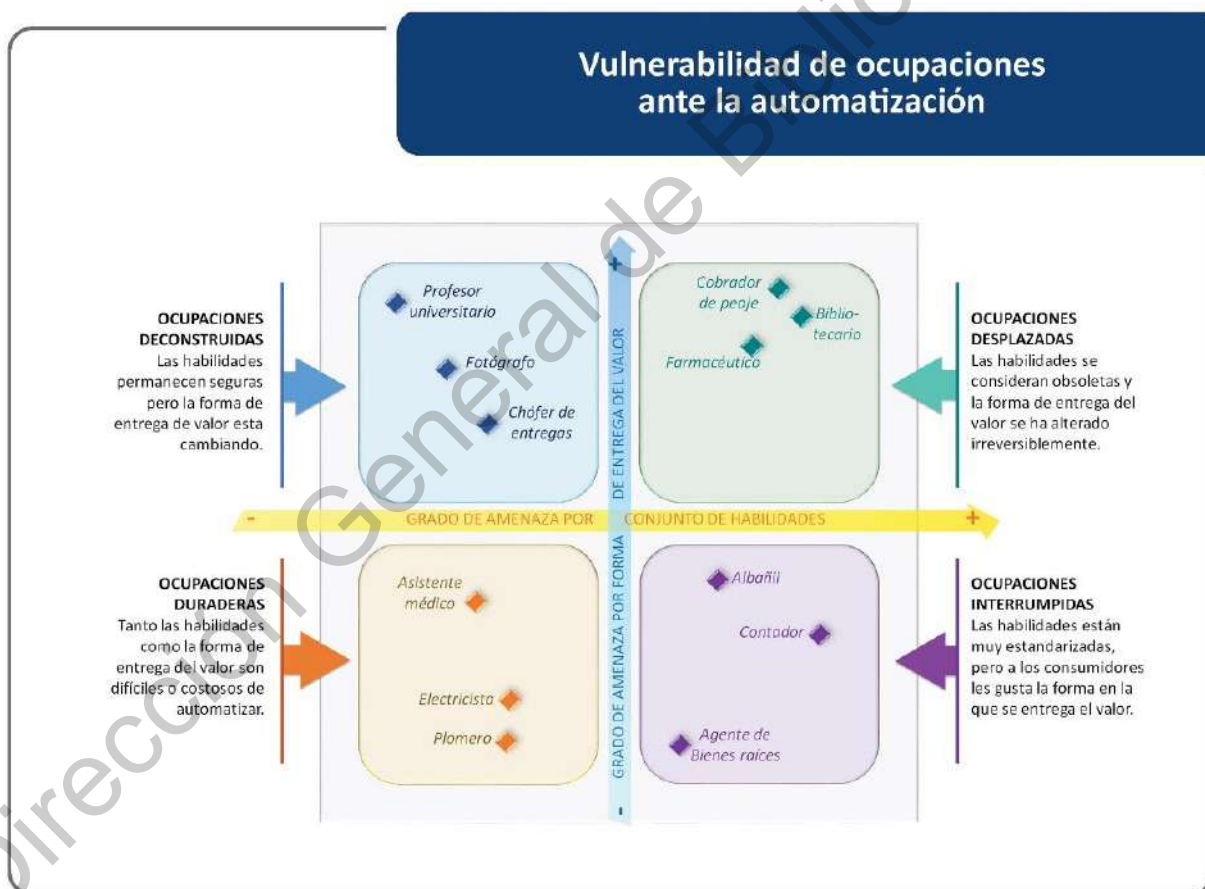 Vulnerabilidad de ocupaciones
ante la automatización
OCUPACIONES
DECONSTRUIDAS
Las habilidades
permanecen seguras
pero la forma de
entrega de valor esta
cambiando.
Profesor
universitario
Fotógrafo
Chófer de
entregas
Cobrador
de peaje
Biblio-
tecario
Farmacéutico
OCUPACIONES
DESPLAZADAS
Las habilidades se
consideran obsoletas y
la forma de entrega del
valor se ha alterado
irreversiblemente.
+
GRADO DE AMENAZA POR FORMA DE ENTREGA DEL VALOR
-
- GRADO DE AMENAZA POR CONJUNTO DE HABILIDADES +
OCUPACIONES
DURADERAS
Tanto las habilidades
como la forma de
entrega del valor son
difíciles o costosos de
automatizar.
Asistente
médico
Electricista
Plomero
Albañil
Contador
Agente de
Bienes raíces
OCUPACIONES
INTERRUMPIDAS
Las habilidades están
muy estandarizadas,
pero a los consumidores
les gusta la forma en la
que se entrega el valor.
Dirección General de Biblio